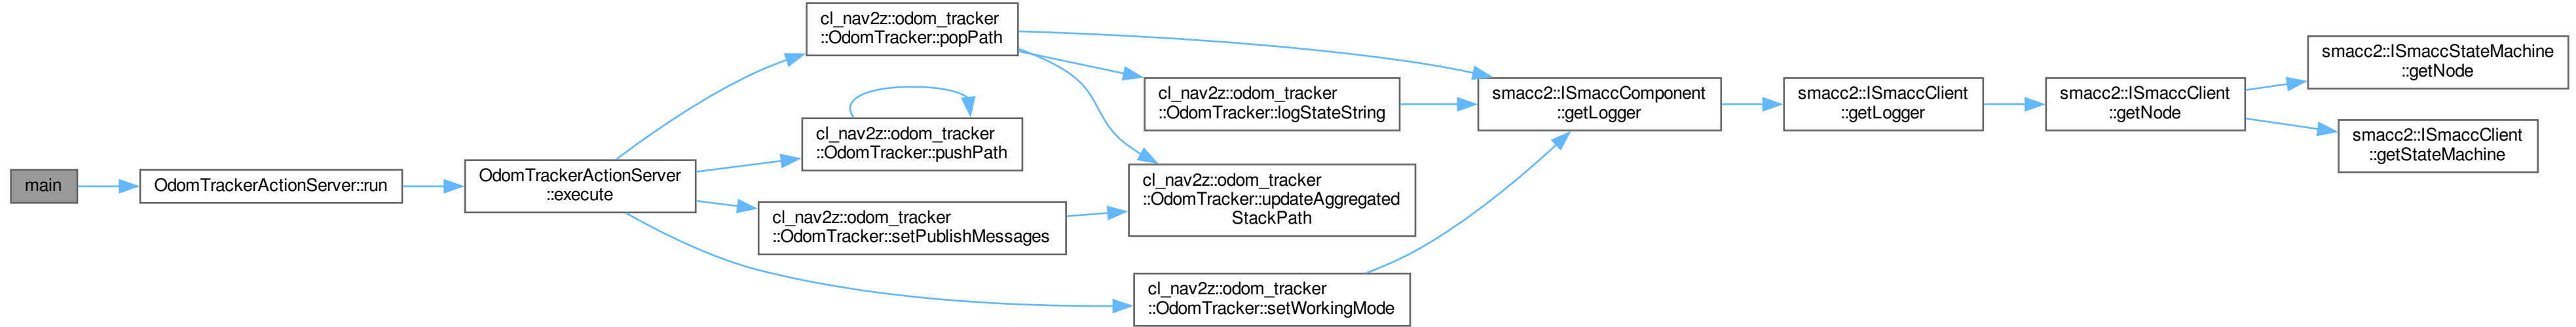 main
OdomTrackerActionServer::run
OdomTrackerActionServer
::execute
cl_nav2z::odom_tracker
::OdomTracker::popPath
cl_nav2z::odom_tracker
::OdomTracker::pushPath
cl_nav2z::odom_tracker
::OdomTracker::setPublishMessages
cl_nav2z::odom_tracker
::OdomTracker::logStateString
cl_nav2z::odom_tracker
::OdomTracker::updateAggregated
StackPath
cl_nav2z::odom_tracker
::OdomTracker::setWorkingMode
smacc2::ISmaccComponent
::getLogger
smacc2::ISmaccClient
::getLogger
smacc2::ISmaccClient
::getNode
smacc2::ISmaccStateMachine
::getNode
smacc2::ISmaccClient
::getStateMachine